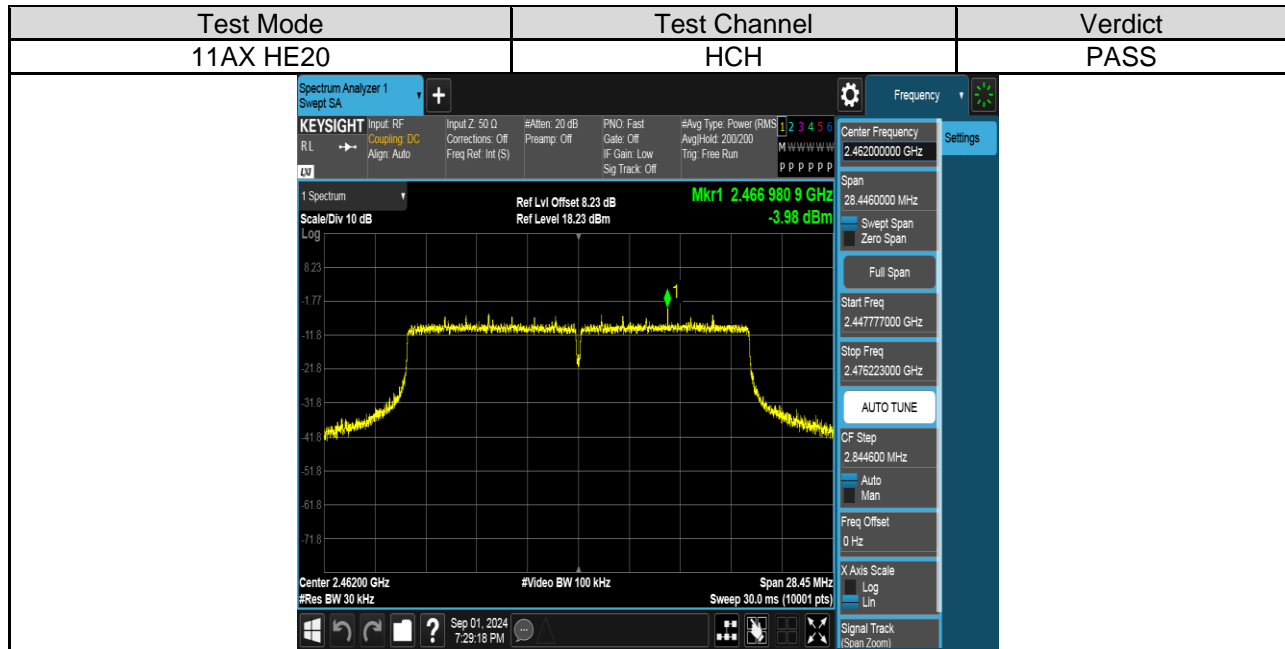 Test Mode Test Channel Verdict
11AX HE20 HCH PASS
Spectrum Analyzer 1
Swept SA
+
Frequency
KEYSIGHT
RL
LXI
Input: RF
Coupling: DC
Align: Auto
Input Z: 50 Ω
Corrections: Off
Freq Ref: Int (S)
#Atten: 20 dB
Preamp: Off
PNO: Fast
Gate: Off
IF Gain: Low
Sig Track: Off
#Avg Type: Power (RMS
Avg|Hold: 200/200
Trig: Free Run
1 2 3 4 5 6
M W W W W W
P P P P P P
1 Spectrum
Scale/Div 10 dB
Log
Ref Lvl Offset 8.23 dB
Ref Level 18.23 dBm
Mkr1 2.466 980 9 GHz
-3.98 dBm
8.23
-1.77
-11.8
-21.8
-31.8
-41.8
-51.8
-61.8
-71.8
1
Center 2.46200 GHz
#Res BW 30 kHz
#Video BW 100 kHz
Span 28.45 MHz
Sweep 30.0 ms (10001 pts)
Center Frequency
2.462000000 GHz
Settings
Span
28.4460000 MHz
Swept Span
Zero Span
Full Span
Start Freq
2.447777000 GHz
Stop Freq
2.476223000 GHz
AUTO TUNE
CF Step
2.844600 MHz
Auto
Man
Freq Offset
0 Hz
X Axis Scale
Log
Lin
Signal Track
(Span Zoom)
?
Sep 01, 2024
7:29:18 PM